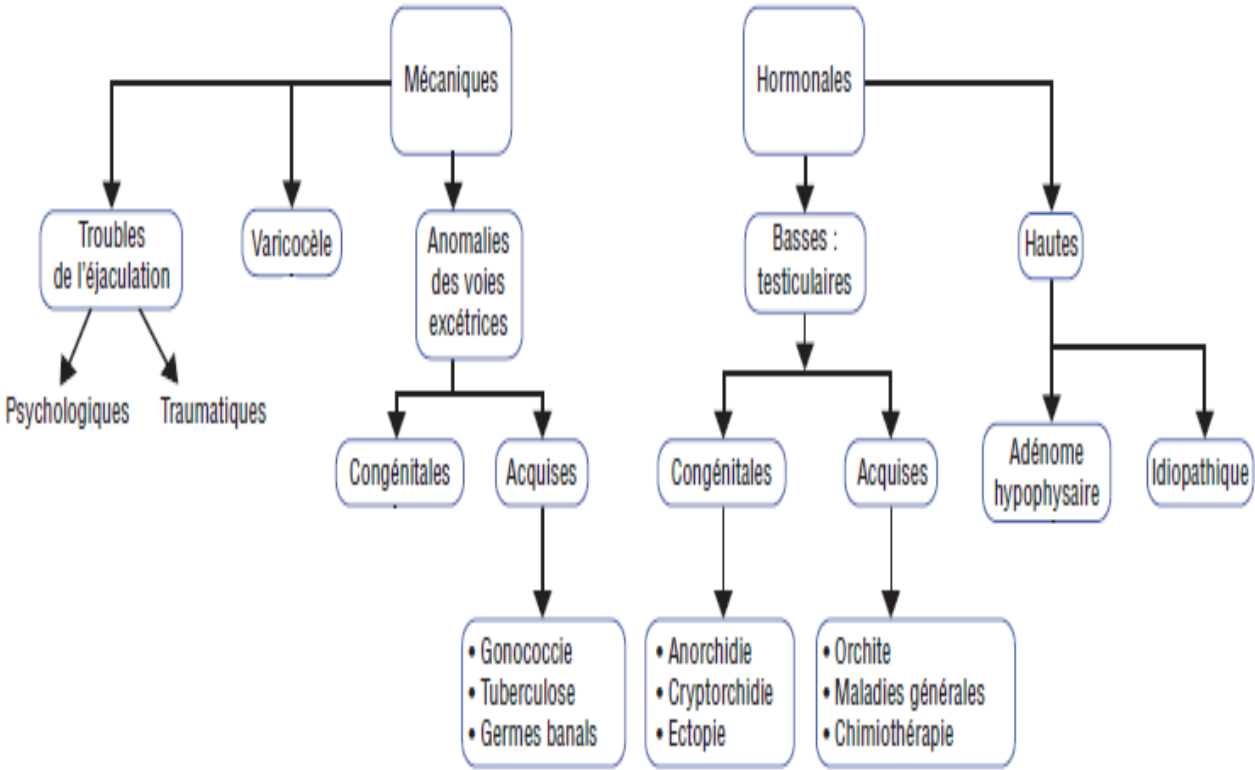 Mécaniques
Hormonales
Troubles
de l'éjaculation
Varicocèle
Anomalies
des voies
excétrices
Basses :
testiculaires
Hautes
Psychologiques
Traumatiques
Congénitales
Acquises
Congénitales
Acquises
Adénome
hypophysaire
Idiopathique
• Gonococcie
• Tuberculose
• Germes banals
• Anorchidie
• Cryptorchidie
• Ectopie
• Orchite
• Maladies générales
• Chimiothérapie